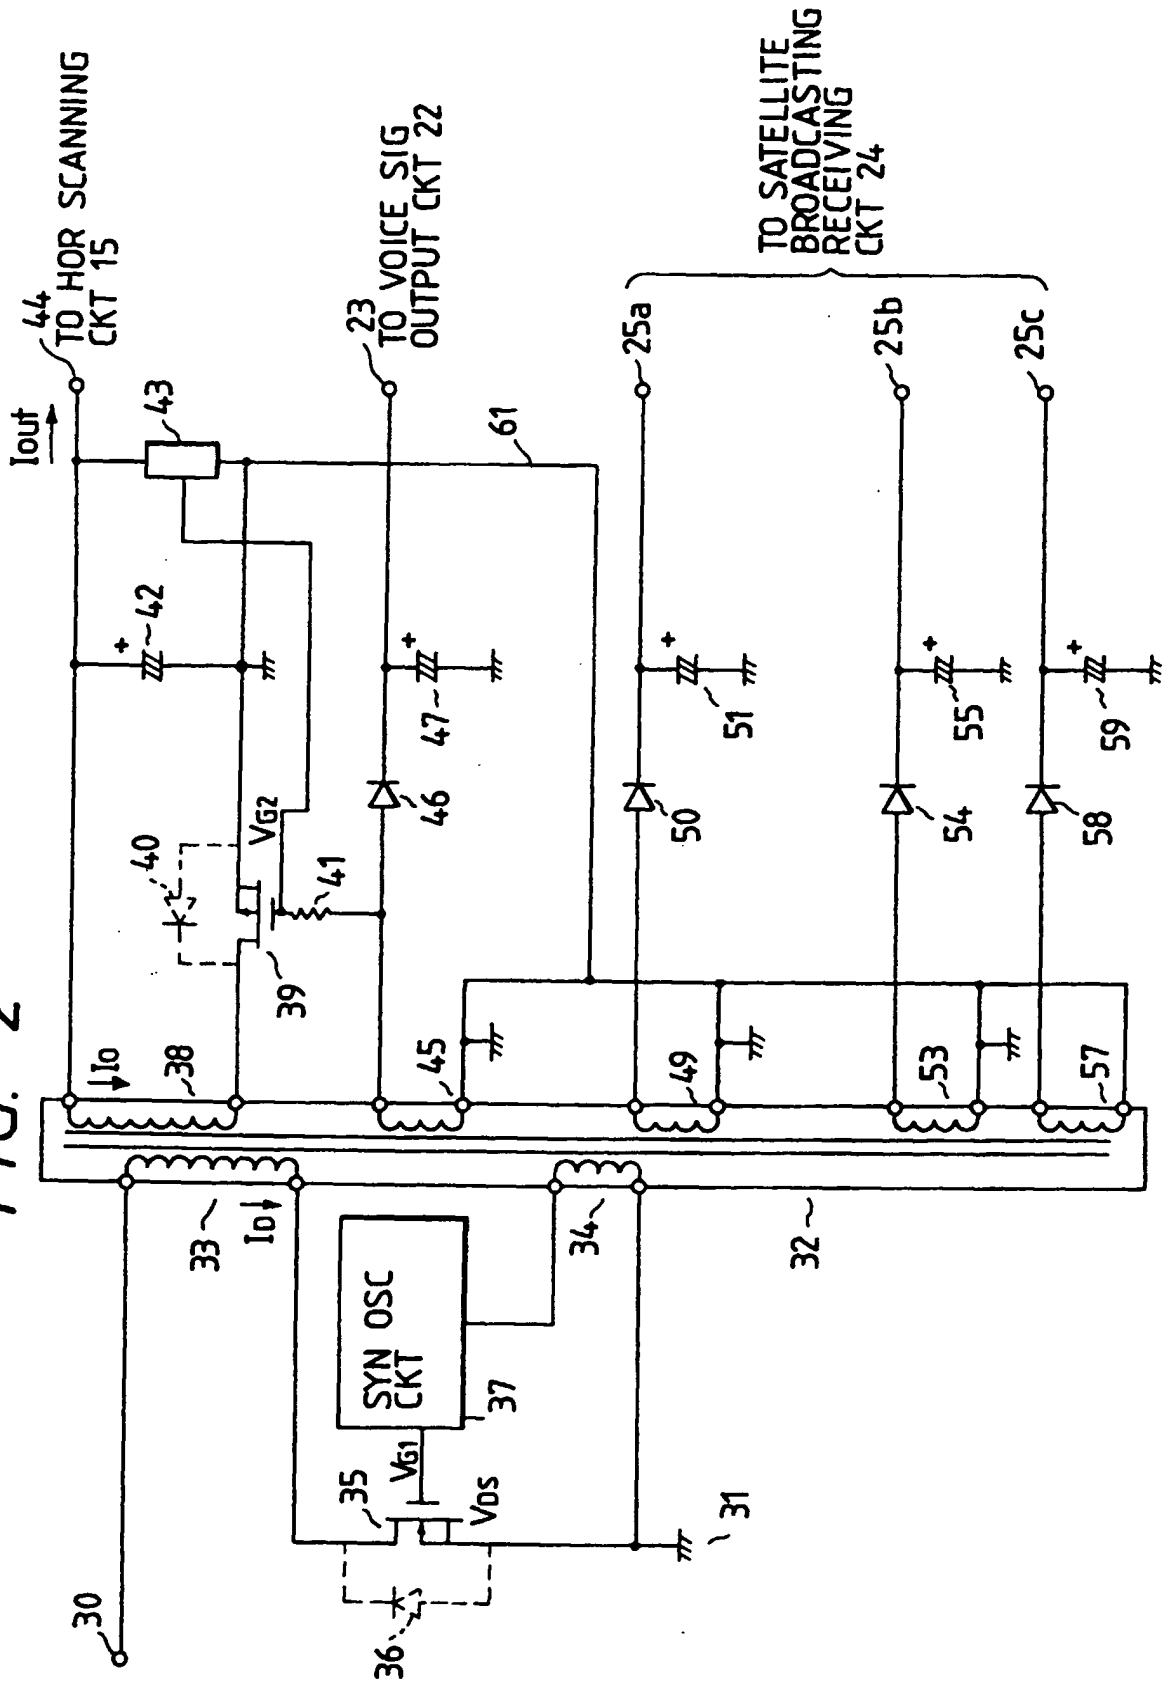 FIG. 2
44
TO HOR SCANNING
CKT 15
Iout
43
42
40
VG2
41
39
IO
38
23
TO VOICE SIG
OUTPUT CKT 22
61
+
+
47
46
45
25a
TO SATELLITE
BROADCASTING
RECEIVING
CKT 24
+
51
50
49
25b
+
55
54
53
25c
+
59
58
57
30
33
ID
SYN OSC
CKT
37
34
32
35
VG1
VDS
36
31